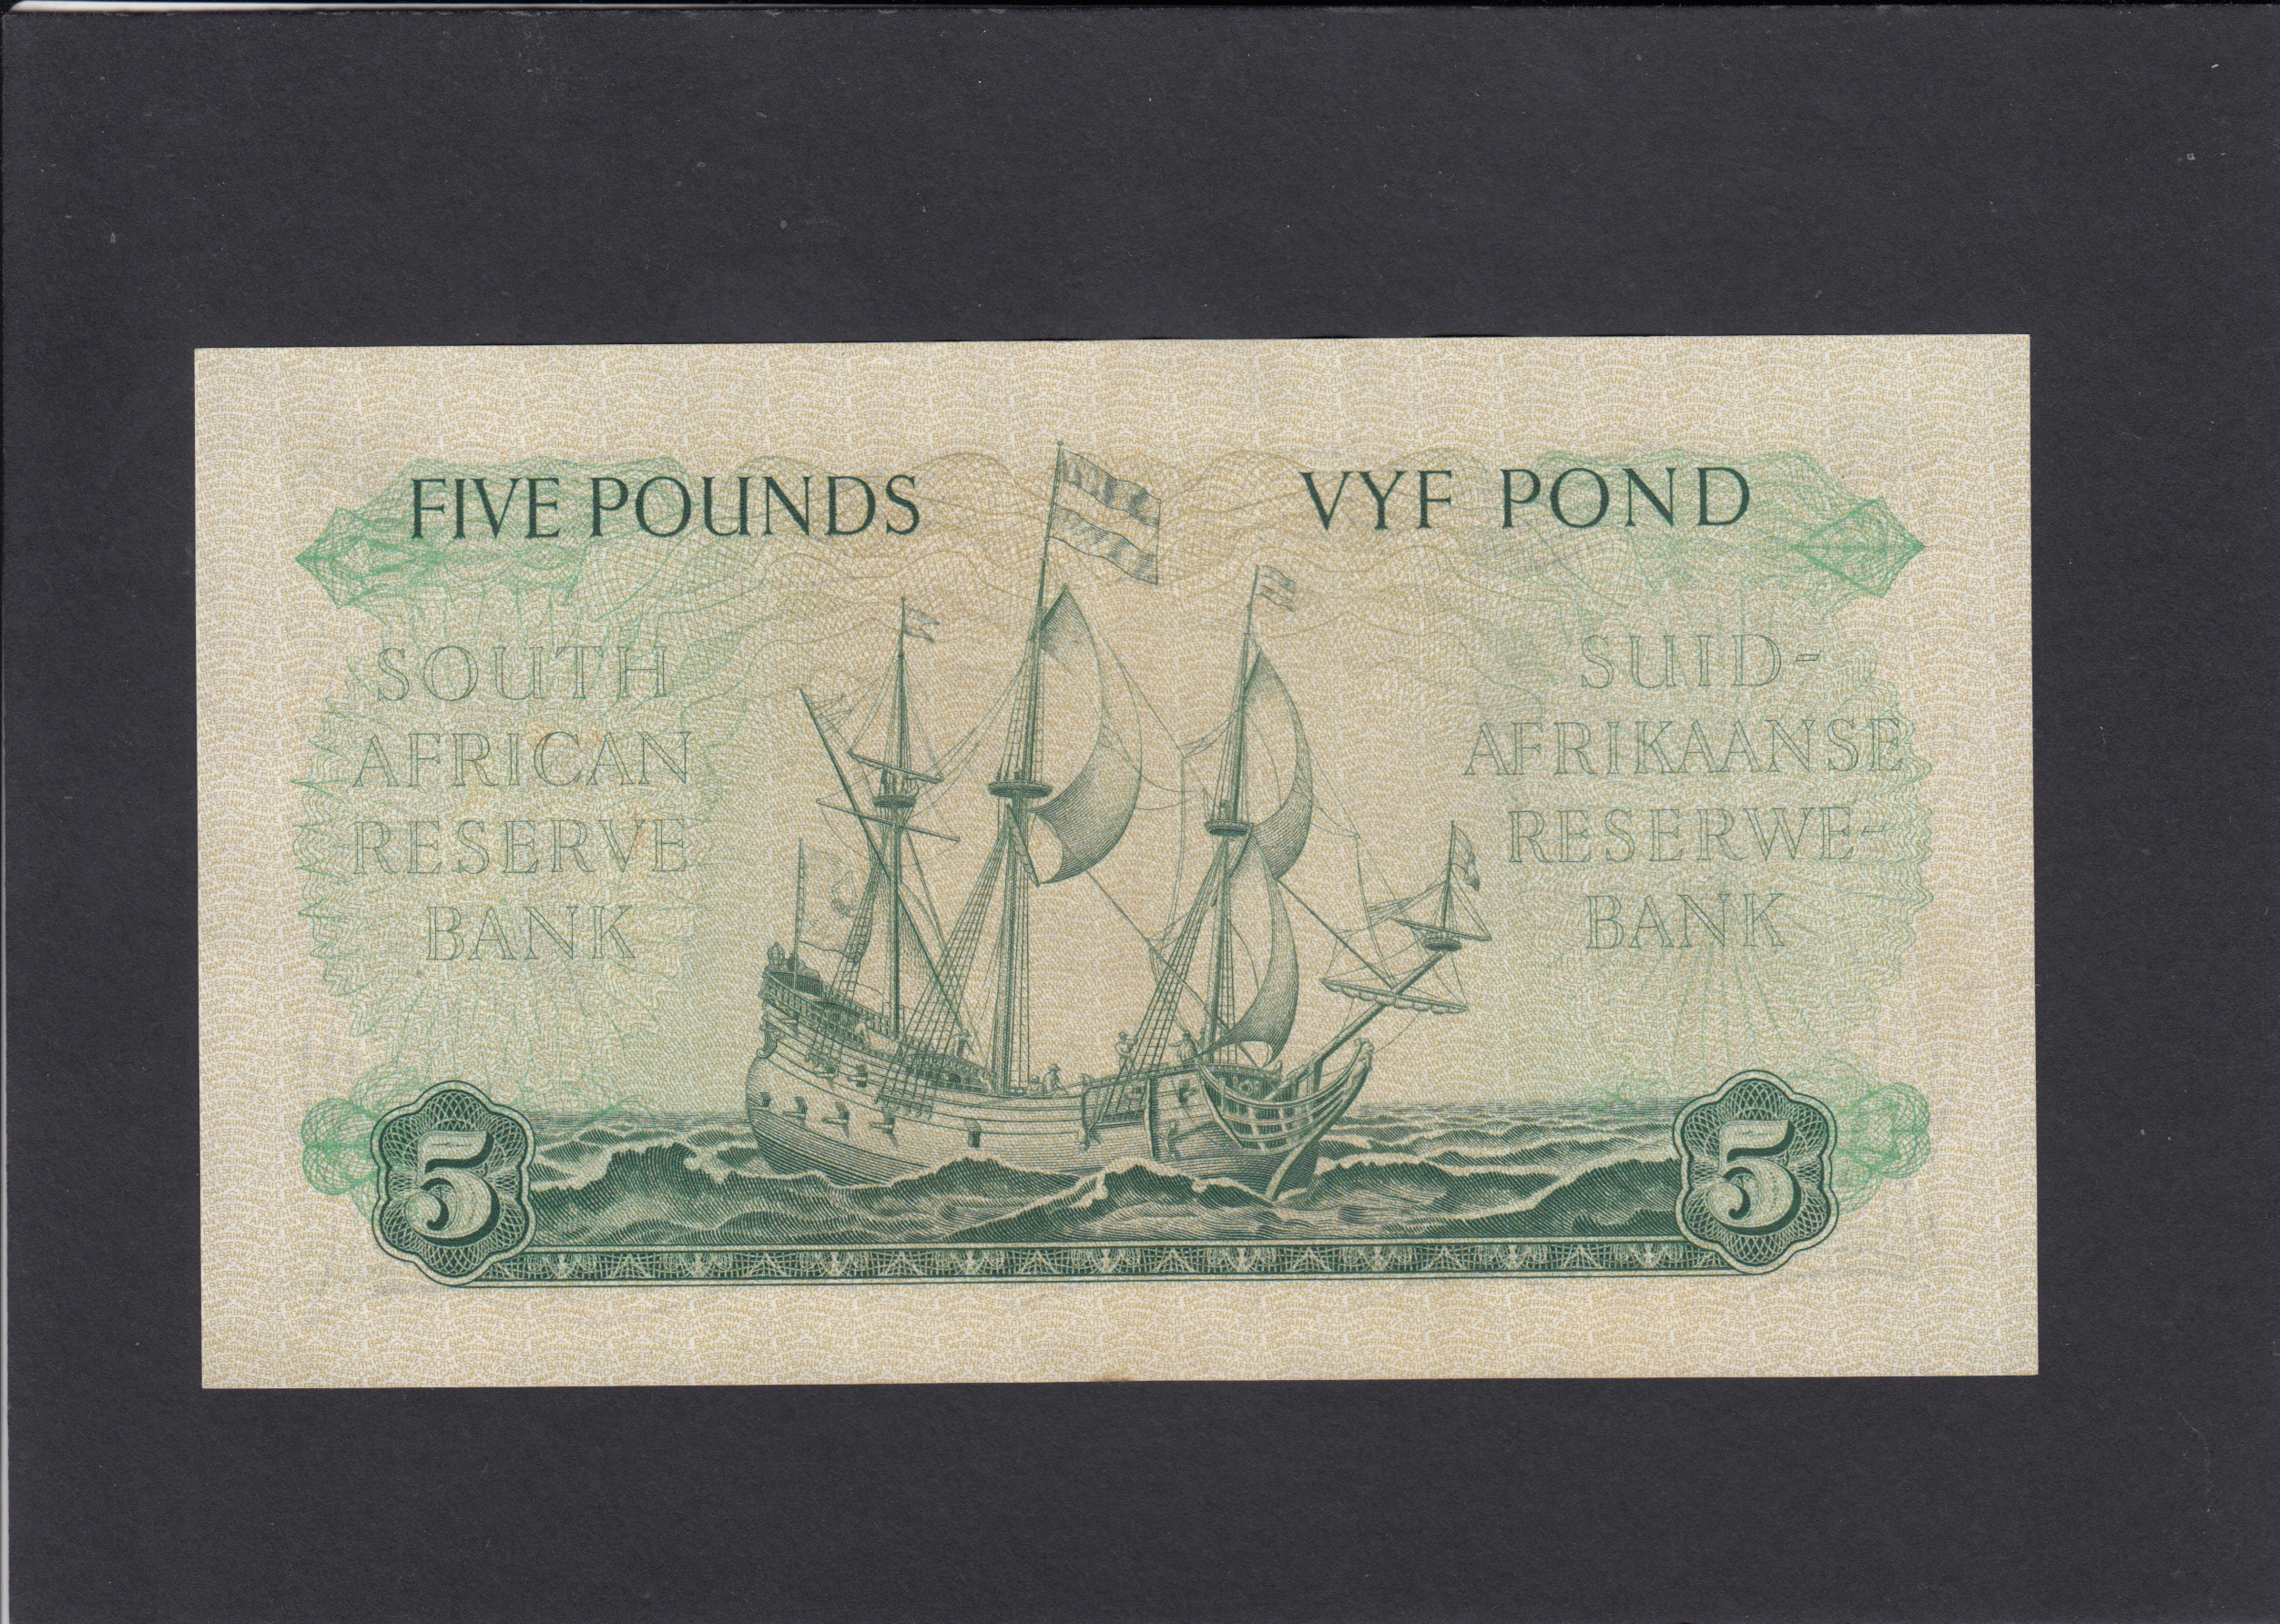 FIVE POUNDS
VYF POND
SOUTH
AFRICAN
RESERVE
BANK
SUID-
AFRIKAANSE
RESERWE-
BANK
5
5